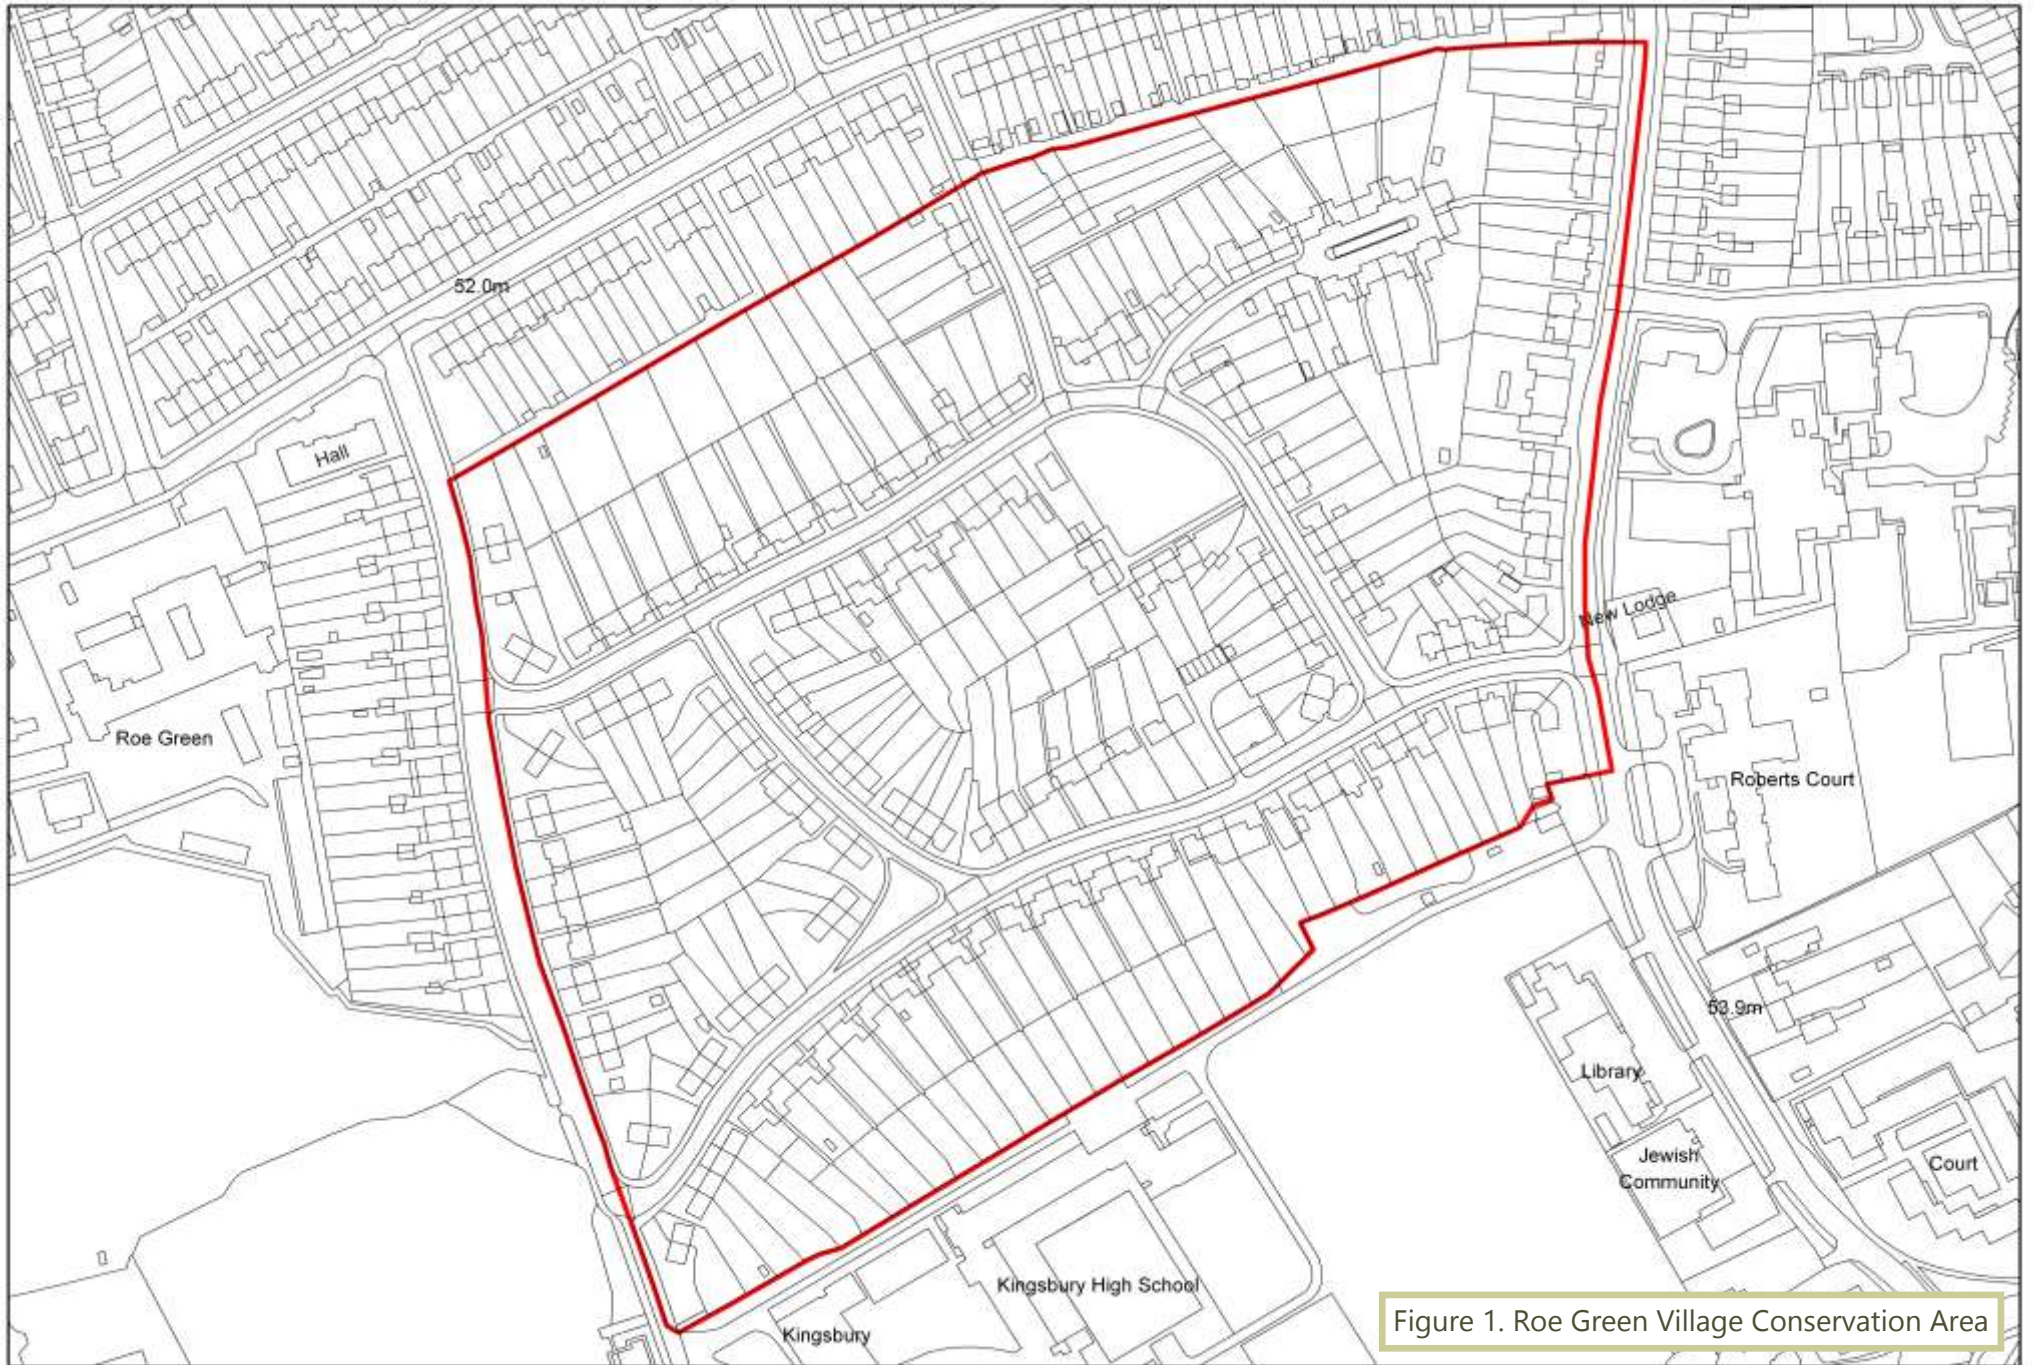 52.0m
Hall
New Lodge
Roe Green
Roberts Court
53.9m
Library
Jewish
Community
Court
Kingsbury High School
Kingsbury
Figure 1. Roe Green Village Conservation Area